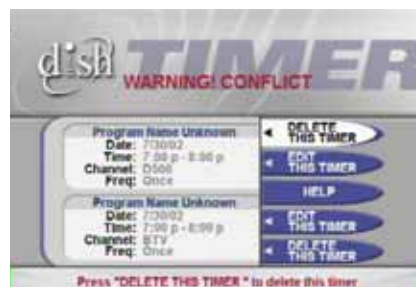 dish
TIMER
WARNING! CONFLICT
Program Name Unknown
Date: 7/30/02
Time: 7:00 p - 8:00 p
Channel: D500
Freq: Once
DELETE THIS TIMER
EDIT THIS TIMER
HELP
Program Name Unknown
Date: 7/30/02
Time: 7:00 p - 8:00 p
Channel: BTV
Freq: Once
EDIT THIS TIMER
DELETE THIS TIMER
Press "DELETE THIS TIMER" to delete this timer